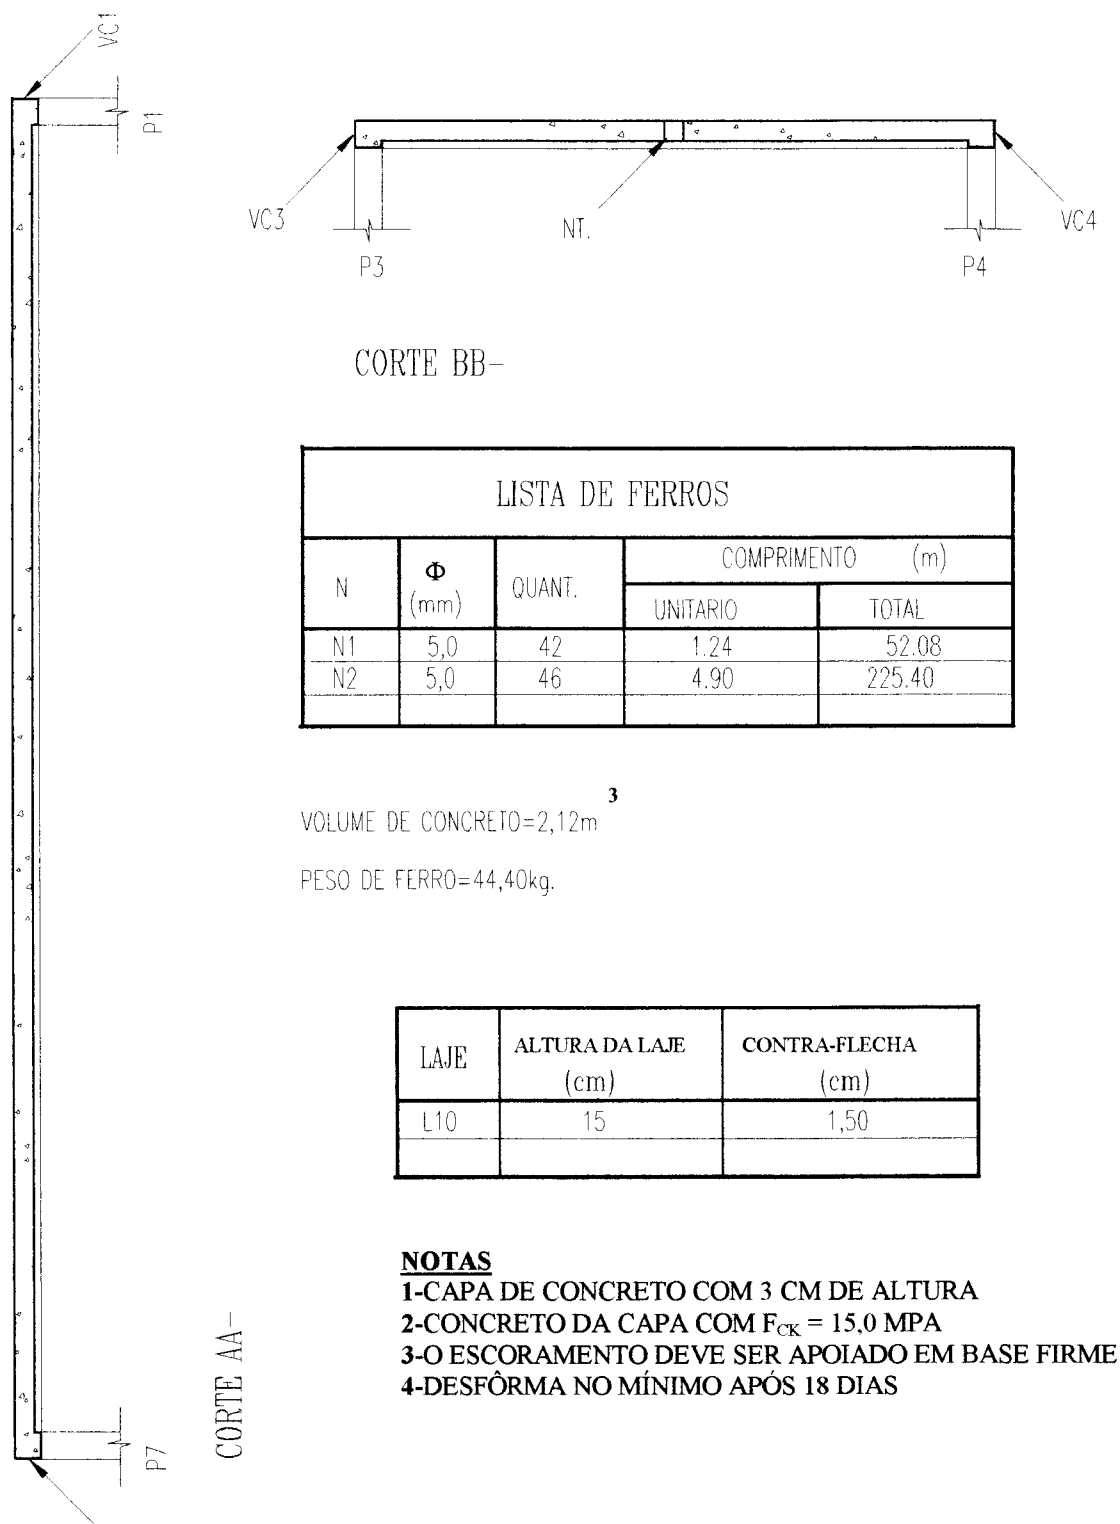 VC1
P1
VC3
NT.
VC4
P3
P4
CORTE BB-
LISTA DE FERROS
N
Φ
(mm)
QUANT.
COMPRIMENTO (m)
UNITARIO
TOTAL
N1 5,0 42 1.24 52.08
N2 5,0 46 4.90 225.40
VOLUME DE CONCRETO=2,12m³
PESO DE FERRO=44,40kg.
LAJE
ALTURA DA LAJE
(cm)
CONTRA-FLECHA
(cm)
L10 15 1,50
NOTAS
1-CAPA DE CONCRETO COM 3 CM DE ALTURA
2-CONCRETO DA CAPA COM FCK = 15,0 MPA
3-O ESCORAMENTO DEVE SER APOIADO EM BASE FIRME
4-DESFÔRMA NO MÍNIMO APÓS 18 DIAS
CORTE AA-
P7